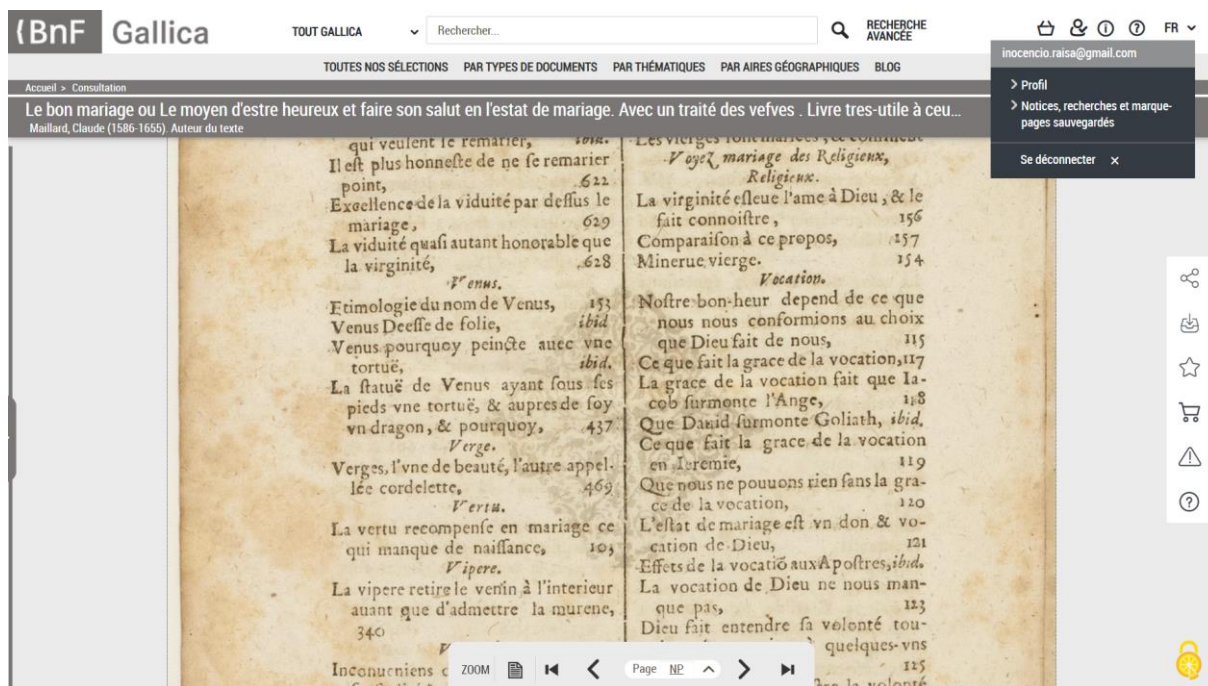 {BnF Gallica
TOUT GALLICA
Rechercher...
RECHERCHE
AVANCÉE
FR
TOUTES NOS SÉLECTIONS PAR TYPES DE DOCUMENTS PAR THÉMATIQUES PAR AIRES GÉOGRAPHIQUES BLOG
inocencio.raisa@gmail.com
> Profil
> Notices, recherches et marque-
pages sauvegardés
Se déconnecter ×
Accueil > Consultation
Le bon mariage ou Le moyen d'estre heureux et faire son salut en l'estat de mariage. Avec un traité des vefves . Livre tres-utile à ceu...
Maillard, Claude (1586-1655). Auteur du texte
qui veulent ſe remarier, ibid.
Il eſt plus honneſte de ne ſe remarier
point, 622
Excellence de la viduité par deſſus le
mariage, 629
La viduité quaſi autant honorable que
la virginité, 628
Venus.
Etimologie du nom de Venus, 153
Venus Deeſſe de folie, ibid
Venus pourquoy peincte auec vne
tortuë, ibid.
La ſtatuë de Venus ayant ſous ſes
pieds vne tortuë, & aupres de ſoy
vn dragon, & pourquoy, 437
Verge.
Verges, l'vne de beauté, l'autre appel-
lée cordelette, 469
Vertu.
La vertu recompenſe en mariage ce
qui manque de naiſſance, 103
Vipere.
La vipere retire le venin à l'interieur
auant que d'admettre la murene,
340
Inconueniens
Les vierges ſont mariées, & comment
Voyez mariage des Religieux,
Religieux.
La virginité eſleue l'ame à Dieu, & le
fait connoiſtre, 156
Comparaiſon à ce propos, 157
Minerue vierge. 154
Vocation.
Noſtre bon-heur depend de ce que
nous nous conformions au choix
que Dieu fait de nous, 115
Ce que fait la grace de la vocation, 117
La grace de la vocation fait que Ia-
cob ſurmonte l'Ange, 118
Que Dauid ſurmonte Goliath, ibid.
Ce que fait la grace de la vocation
en Ieremie, 119
Que nous ne pouuons rien ſans la gra-
ce de la vocation, 120
L'eſtat de mariage eſt vn don & vo-
cation de Dieu, 121
Effets de la vocatiõ aux Apoſtres, ibid.
La vocation de Dieu ne nous man-
que pas, 123
Dieu fait entendre ſa volonté tou-
à quelques-vns
125
la volonté
ZOOM
Page NP